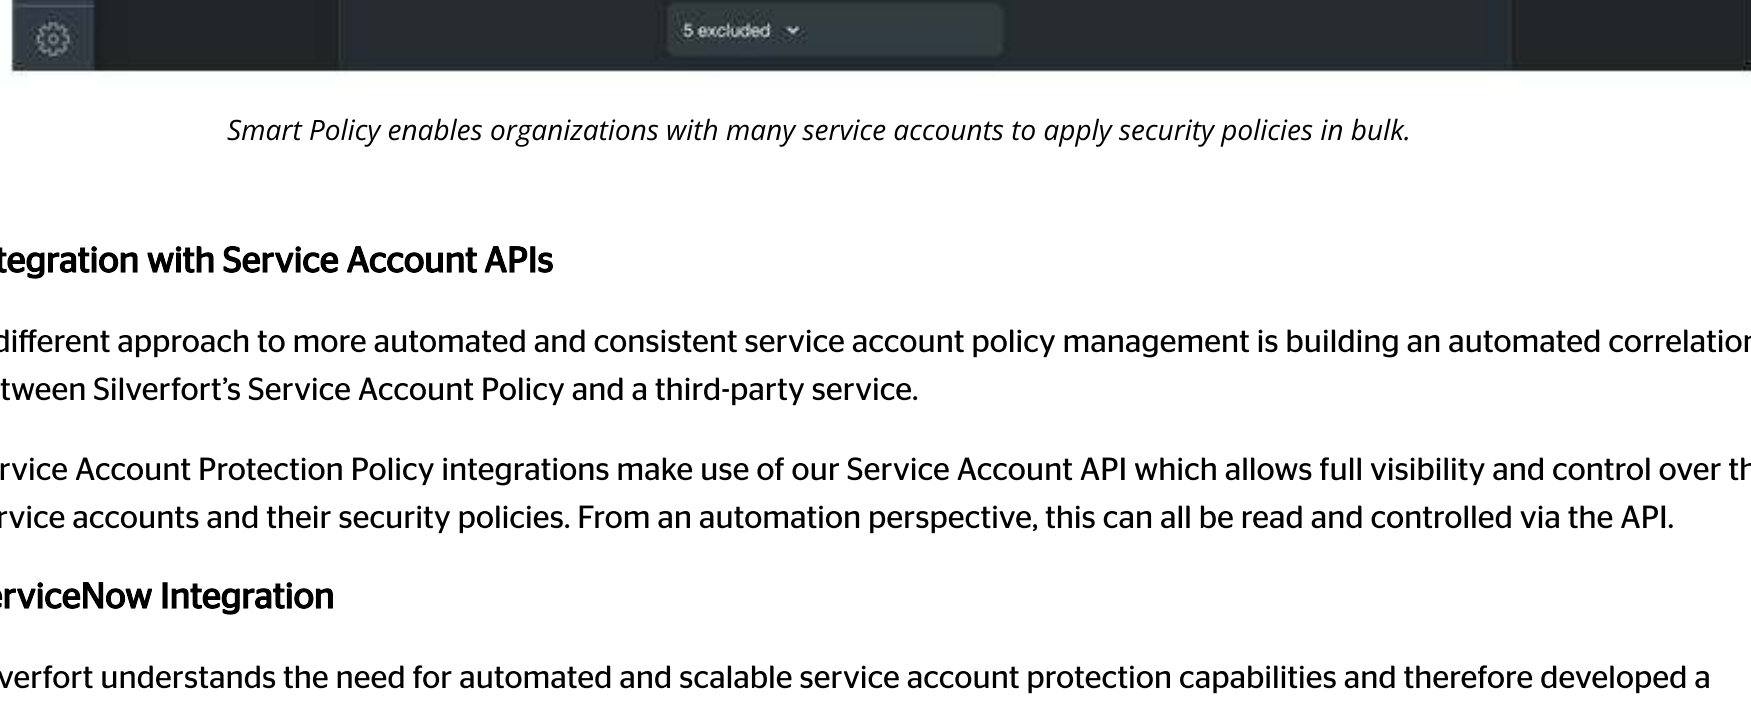 5 excluded
Smart Policy enables organizations with many service accounts to apply security policies in bulk.
tegration with Service Account APIs
different approach to more automated and consistent service account policy management is building an automated correlation
tween Silverfort’s Service Account Policy and a third-party service.
rvice Account Protection Policy integrations make use of our Service Account API which allows full visibility and control over th
rvice accounts and their security policies. From an automation perspective, this can all be read and controlled via the API.
erviceNow Integration
verfort understands the need for automated and scalable service account protection capabilities and therefore developed a